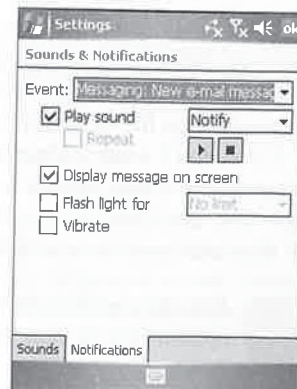 Settings ok
Sounds & Notifications
Event: Messaging: New e-mail messag
Play sound Notify
Repeat
Display message on screen
Flash light for No limit
Vibrate
Sounds Notifications